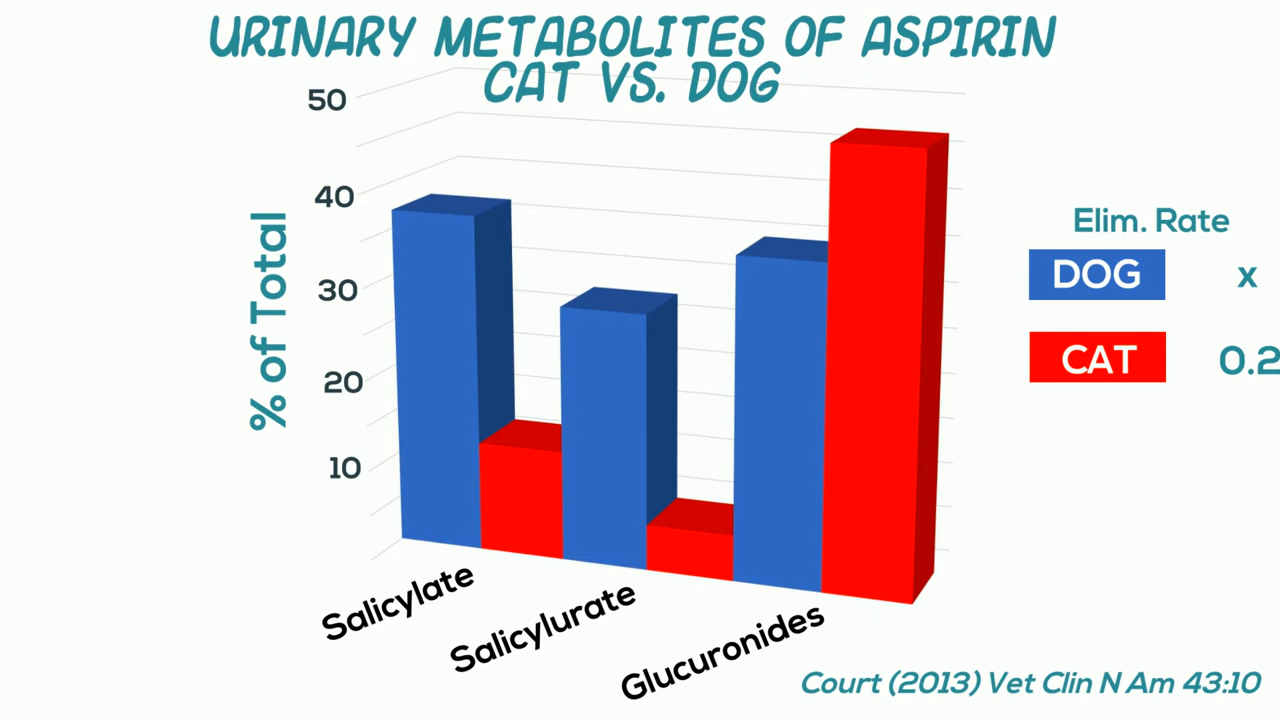 URINARY METABOLITES OF ASPIRIN
CAT VS. DOG
50
40
30
20
10
% of Total
Salicylate
Salicylurate
Glucuronides
Elim. Rate
DOG x
CAT 0.2
Court (2013) Vet Clin N Am 43:10